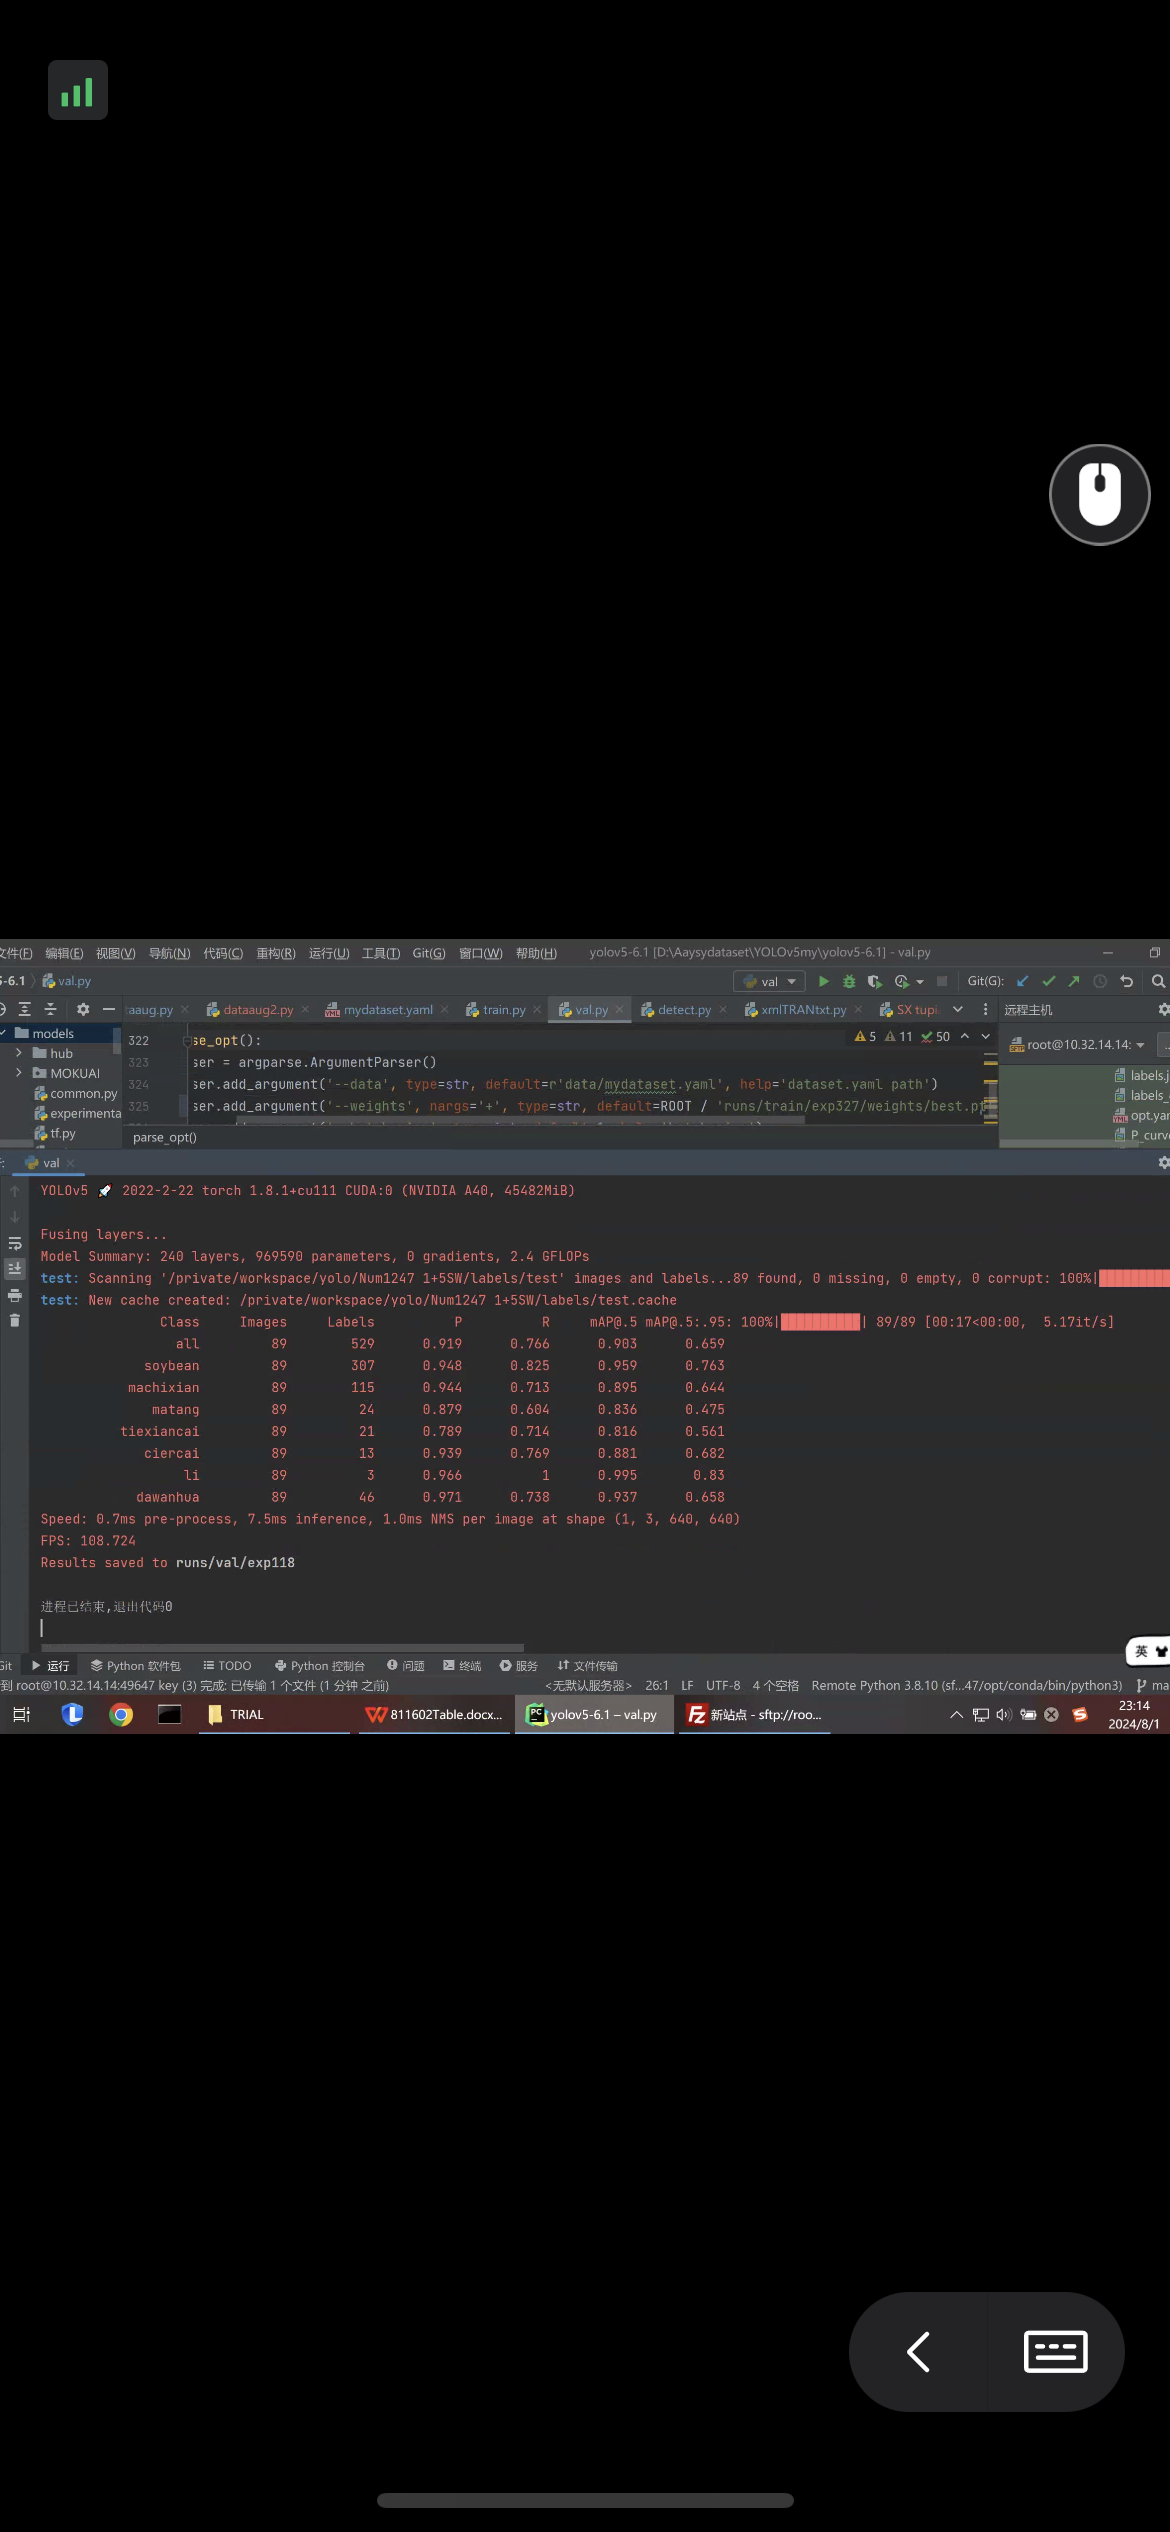 文件(F) 编辑(E) 视图(V) 导航(N) 代码(C) 重构(R) 运行(U) 工具(T) Git(G) 窗口(W) 帮助(H) yolov5-6.1 [D:\Aaysydataset\YOLOv5my\yolov5-6.1] - val.py
5-6.1 val.py val Git(G):
aaug.py dataaug2.py mydataset.yaml train.py val.py detect.py xmlTRANtxt.py SX tupi 远程主机
models 322 se_opt(): 5 11 50
hub 323 ser = argparse.ArgumentParser() root@10.32.14.14:
MOKUAI 324 ser.add_argument('--data', type=str, default=r'data/mydataset.yaml', help='dataset.yaml path') labels.j
common.py 325 ser.add_argument('--weights', nargs='+', type=str, default=ROOT / 'runs/train/exp327/weights/best.pt labels_
experimenta opt.yam
tf.py parse_opt() P_curve
val
YOLOv5 🚀 2022-2-22 torch 1.8.1+cu111 CUDA:0 (NVIDIA A40, 45482MiB)
Fusing layers...
Model Summary: 240 layers, 969590 parameters, 0 gradients, 2.4 GFLOPs
test: Scanning '/private/workspace/yolo/Num1247 1+5SW/labels/test' images and labels...89 found, 0 missing, 0 empty, 0 corrupt: 100%|
test: New cache created: /private/workspace/yolo/Num1247 1+5SW/labels/test.cache
Class Images Labels P R mAP@.5 mAP@.5:.95: 100%|██████████| 89/89 [00:17<00:00, 5.17it/s]
all 89 529 0.919 0.766 0.903 0.659
soybean 89 307 0.948 0.825 0.959 0.763
machixian 89 115 0.944 0.713 0.895 0.644
matang 89 24 0.879 0.604 0.836 0.475
tiexiancai 89 21 0.789 0.714 0.816 0.561
ciercai 89 13 0.939 0.769 0.881 0.682
li 89 3 0.966 1 0.995 0.83
dawanhua 89 46 0.971 0.738 0.937 0.658
Speed: 0.7ms pre-process, 7.5ms inference, 1.0ms NMS per image at shape (1, 3, 640, 640)
FPS: 108.724
Results saved to runs/val/exp118
进程已结束,退出代码0
英
Git 运行 Python 软件包 TODO Python 控制台 问题 终端 服务 文件传输
到 root@10.32.14.14:49647 key (3) 完成: 已传输 1 个文件 (1 分钟 之前) <无默认服务器> 26:1 LF UTF-8 4 个空格 Remote Python 3.8.10 (sf...47/opt/conda/bin/python3) ma
TRIAL 811602Table.docx... yolov5-6.1 – val.py 新站点 - sftp://roo... 23:14
2024/8/1